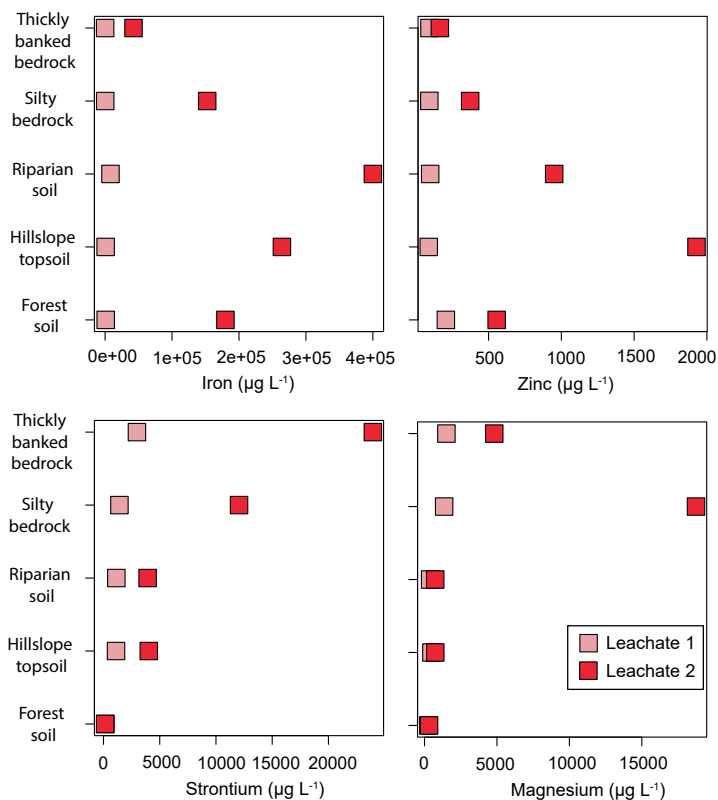 Thickly
banked
bedrock
Silty
bedrock
Riparian
soil
Hillslope
topsoil
Forest
soil
0e+00 1e+05 2e+05 3e+05 4e+05
Iron (µg L⁻¹)
500 1000 1500 2000
Zinc (µg L⁻¹)
Thickly
banked
bedrock
Silty
bedrock
Riparian
soil
Hillslope
topsoil
Forest
soil
0 5000 10000 20000
Strontium (µg L⁻¹)
Leachate 1
Leachate 2
0 5000 10000 15000
Magnesium (µg L⁻¹)